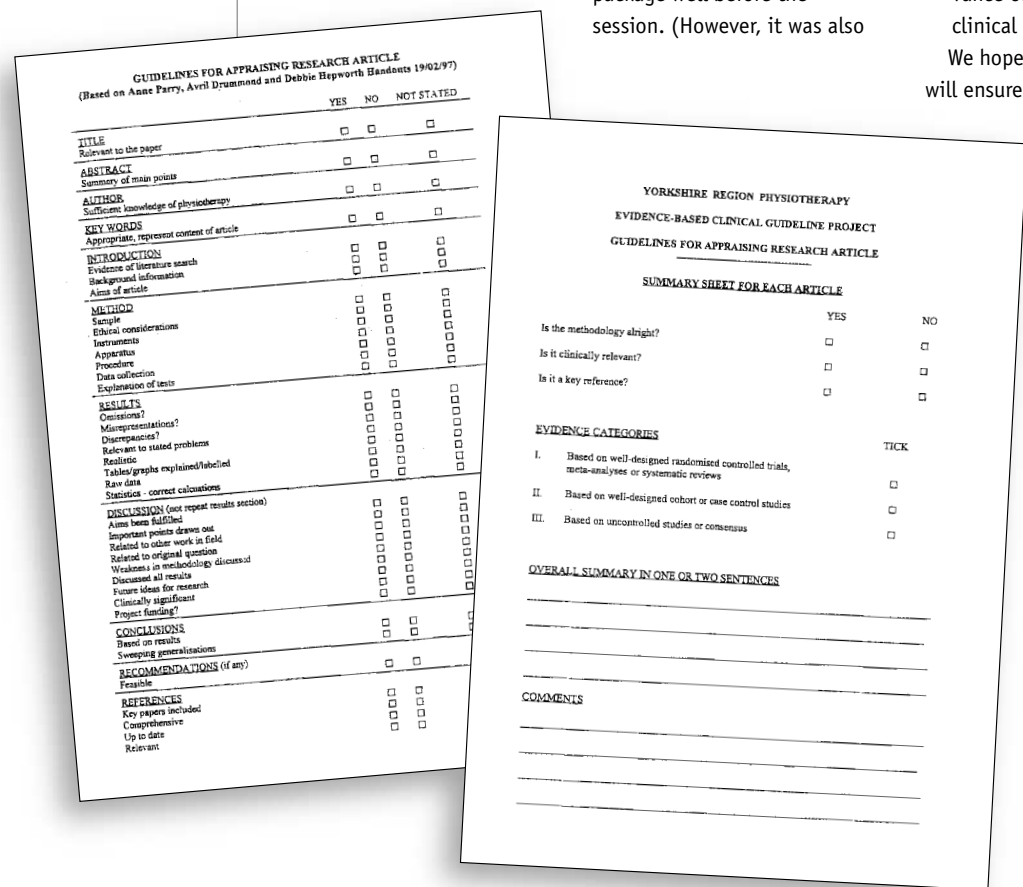 package well before the
session. (However, it was also
clinical
We hope
will ensure
GUIDELINES FOR APPRAISING RESEARCH ARTICLE
(Based on Anne Parry, Avril Drummond and Debbie Hepworth Handouts 19/02/97)
YES NO NOT STATED
TITLE
Relevant to the paper
ABSTRACT
Summary of main points
AUTHOR
Sufficient knowledge of physiotherapy
KEY WORDS
Appropriate, represent content of article
INTRODUCTION
Evidence of literature search
Background information
Aims of article
METHOD
Sample
Ethical considerations
Instruments
Apparatus
Procedure
Data collection
Explanation of tests
RESULTS
Omissions?
Misrepresentations?
Discrepancies?
Relevant to stated problems
Realistic
Tables/graphs explained/labelled
Raw data
Statistics - correct calcuations
DISCUSSION (not repeat results section)
Aims been fulfilled
Important points drawn out
Related to other work in field
Related to original question
Weakness in methodology discussed
Discussed all results
Future ideas for research
Clinically significant
Project funding?
CONCLUSIONS
Based on results
Sweeping generalisations
RECOMMENDATIONS (if any)
Feasible
REFERENCES
Key papers included
Comprehensive
Up to date
Relevant
YORKSHIRE REGION PHYSIOTHERAPY
EVIDENCE-BASED CLINICAL GUIDELINE PROJECT
GUIDELINES FOR APPRAISING RESEARCH ARTICLE
SUMMARY SHEET FOR EACH ARTICLE
YES NO
Is the methodology alright?
Is it clinically relevant?
Is it a key reference?
EVIDENCE CATEGORIES
TICK
I. Based on well-designed randomised controlled trials,
meta-analyses or systematic reviews
II. Based on well-designed cohort or case control studies
III. Based on uncontrolled studies or consensus
OVERALL SUMMARY IN ONE OR TWO SENTENCES
COMMENTS